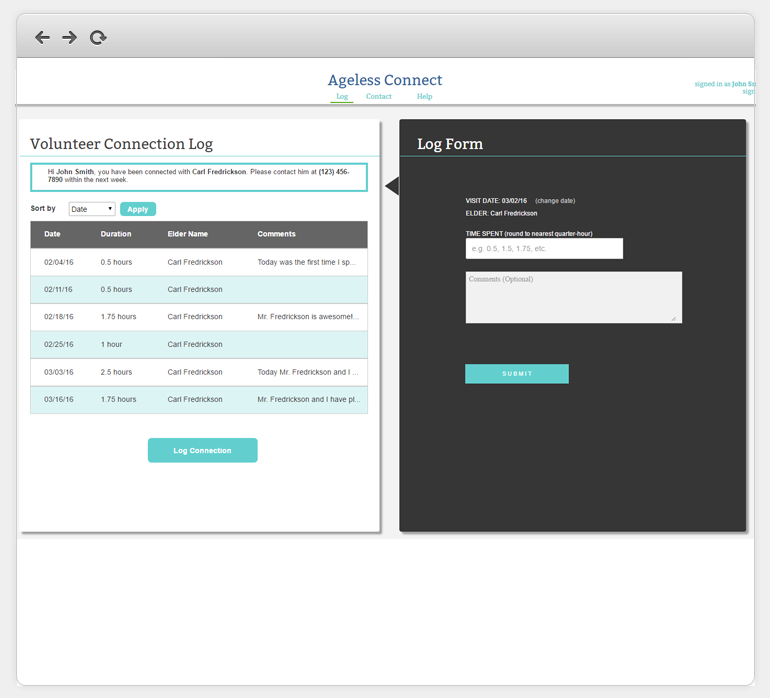 Ageless Connect
signed in as John Sm
Log Contact Help
sign
Volunteer Connection Log
Hi John Smith, you have been connected with Carl Fredrickson. Please contact him at (123) 456-
7890 within the next week.
Sort by Date Apply
Date Duration Elder Name Comments
02/04/16 0.5 hours Carl Fredrickson Today was the first time I sp...
02/11/16 0.5 hours Carl Fredrickson
02/18/16 1.75 hours Carl Fredrickson Mr. Fredrickson is awesome!...
02/25/16 1 hour Carl Fredrickson
03/03/16 2.5 hours Carl Fredrickson Today Mr. Fredrickson and I ...
03/16/16 1.75 hours Carl Fredrickson Mr. Fredrickson and I have pl...
Log Connection
Log Form
VISIT DATE: 03/02/16 (change date)
ELDER: Carl Fredrickson
TIME SPENT (round to nearest quarter-hour)
e.g. 0.5, 1.5, 1.75, etc.
Comments (Optional)
SUBMIT